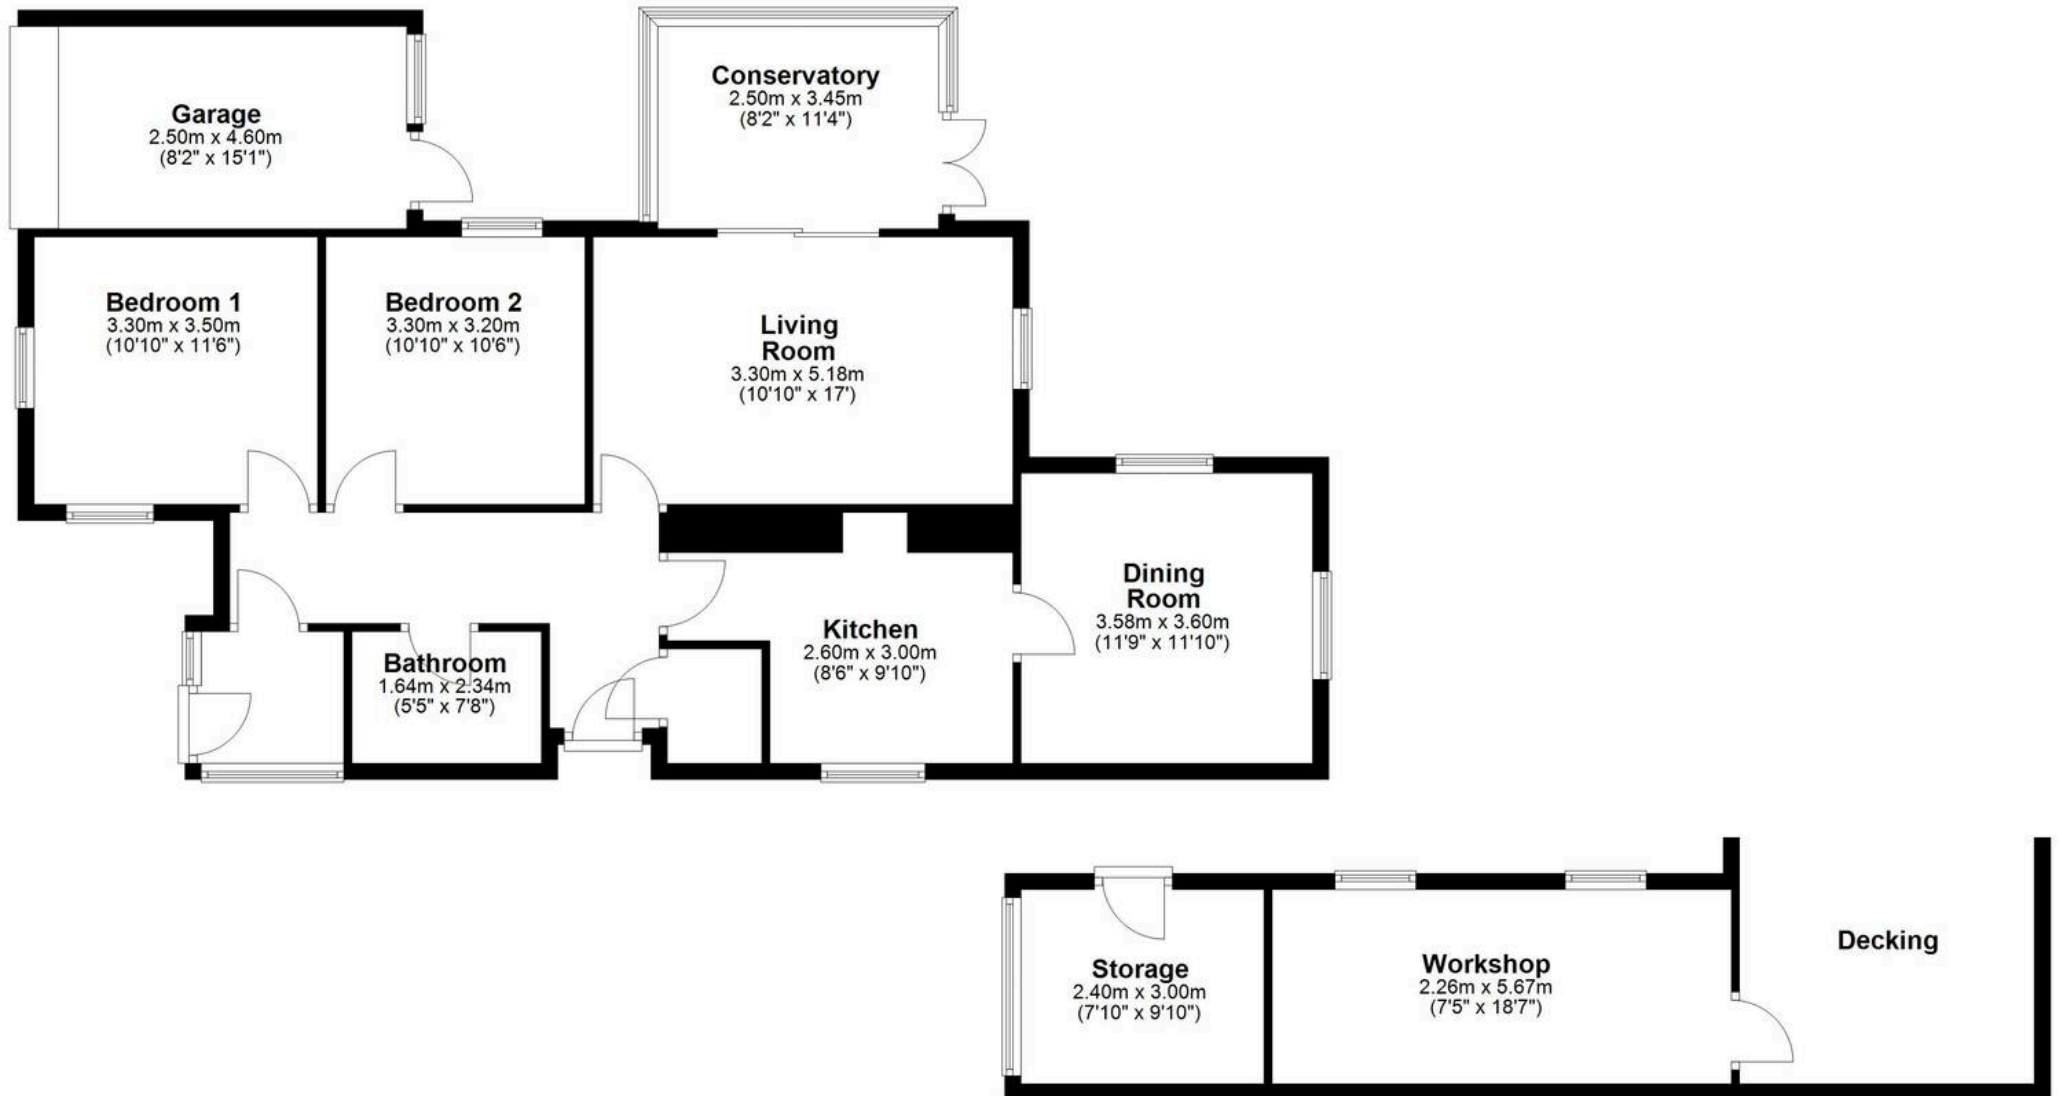 Garage
2.50m x 4.60m
(8'2" x 15'1")
Conservatory
2.50m x 3.45m
(8'2" x 11'4")
Bedroom 1
3.30m x 3.50m
(10'10" x 11'6")
Bedroom 2
3.30m x 3.20m
(10'10" x 10'6")
Living
Room
3.30m x 5.18m
(10'10" x 17')
Dining
Room
3.58m x 3.60m
(11'9" x 11'10")
Kitchen
2.60m x 3.00m
(8'6" x 9'10")
Bathroom
1.64m x 2.34m
(5'5" x 7'8")
Storage
2.40m x 3.00m
(7'10" x 9'10")
Workshop
2.26m x 5.67m
(7'5" x 18'7")
Decking